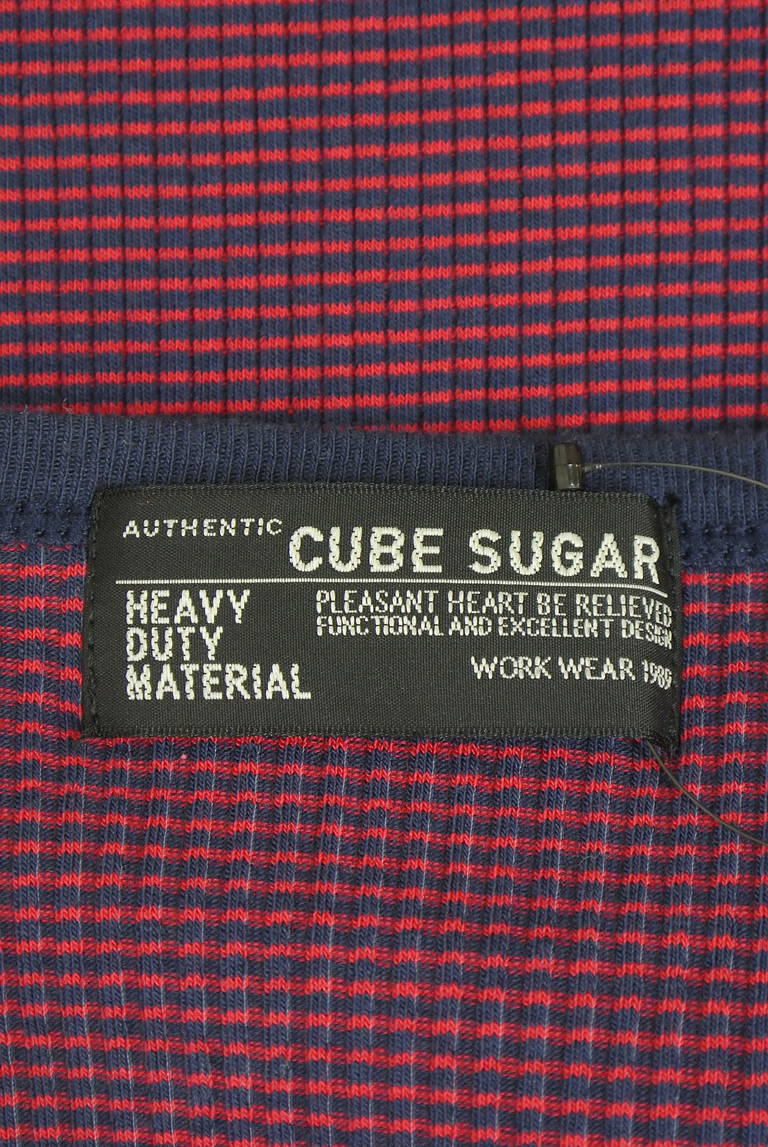 AUTHENTIC CUBE SUGAR
HEAVY
DUTY
MATERIAL
PLEASANT HEART BE RELIEVED
FUNCTIONAL AND EXCELLENT DESIGN
WORK WEAR 1989